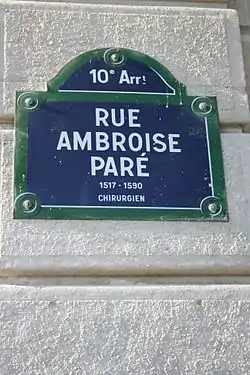 10e Arrt
RUE
AMBROISE
PARÉ
1517 - 1590
CHIRURGIEN